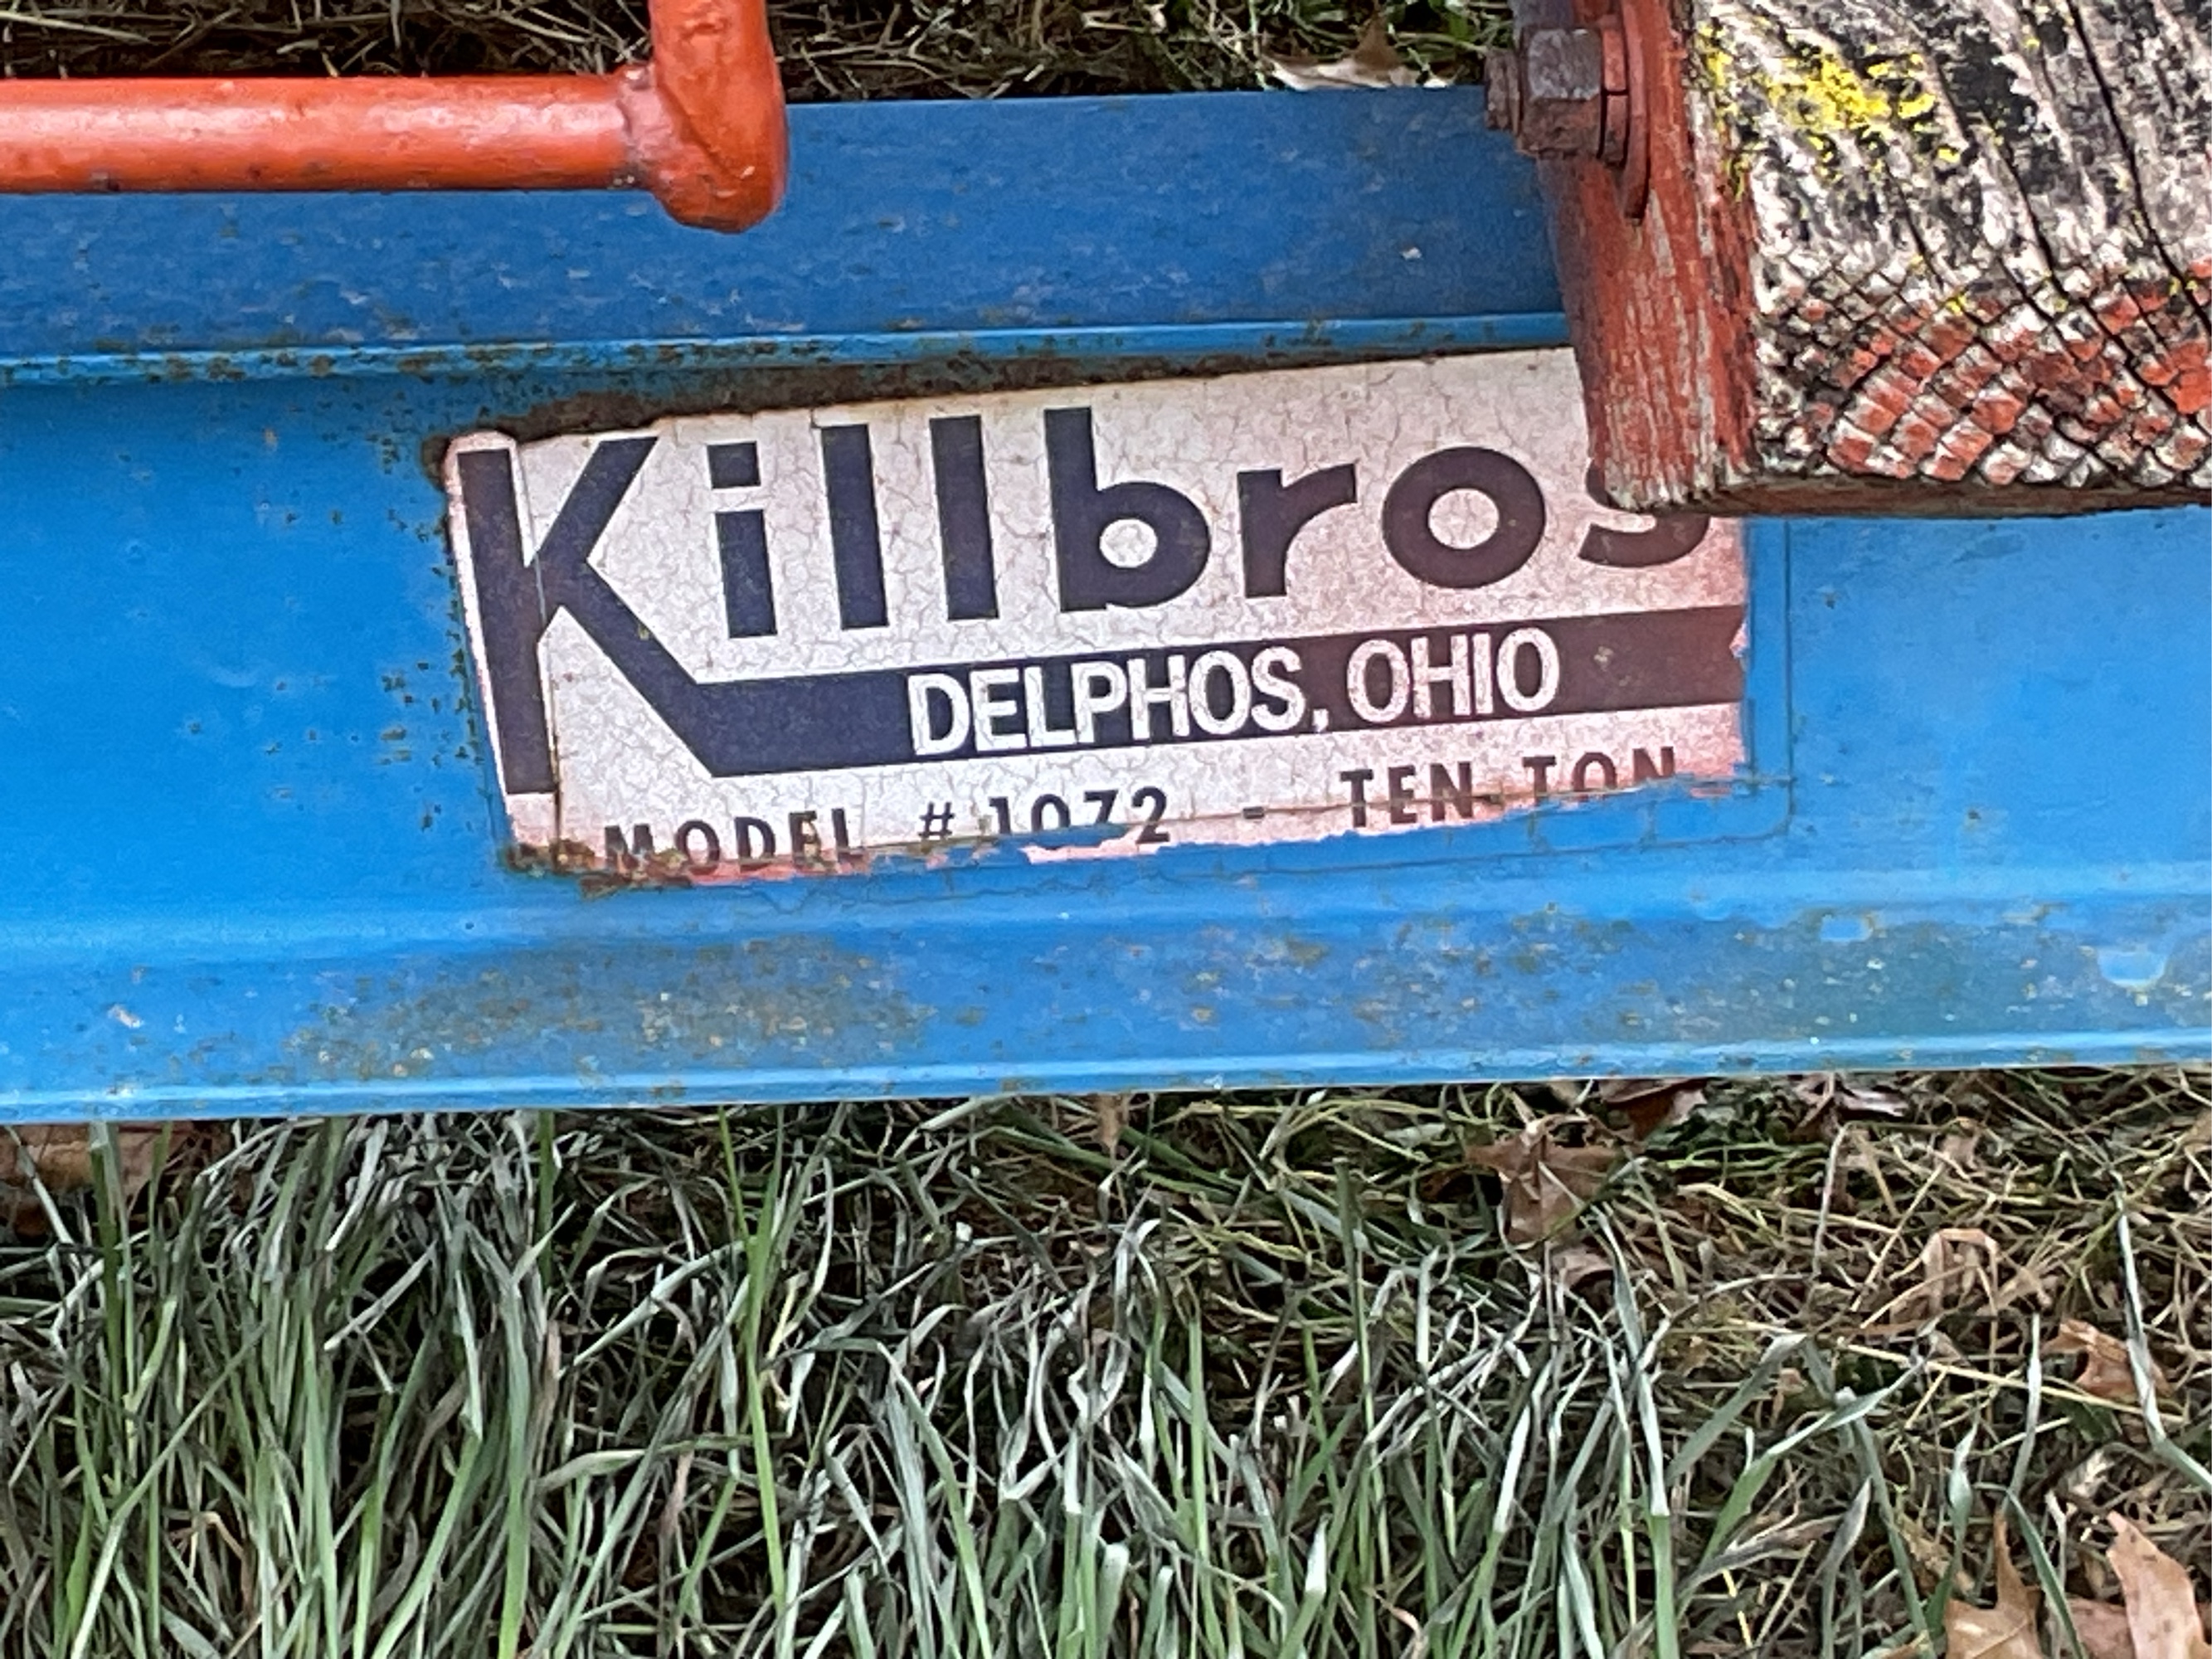 Killbros
DELPHOS, OHIO
MODEL #1072 - TEN TON